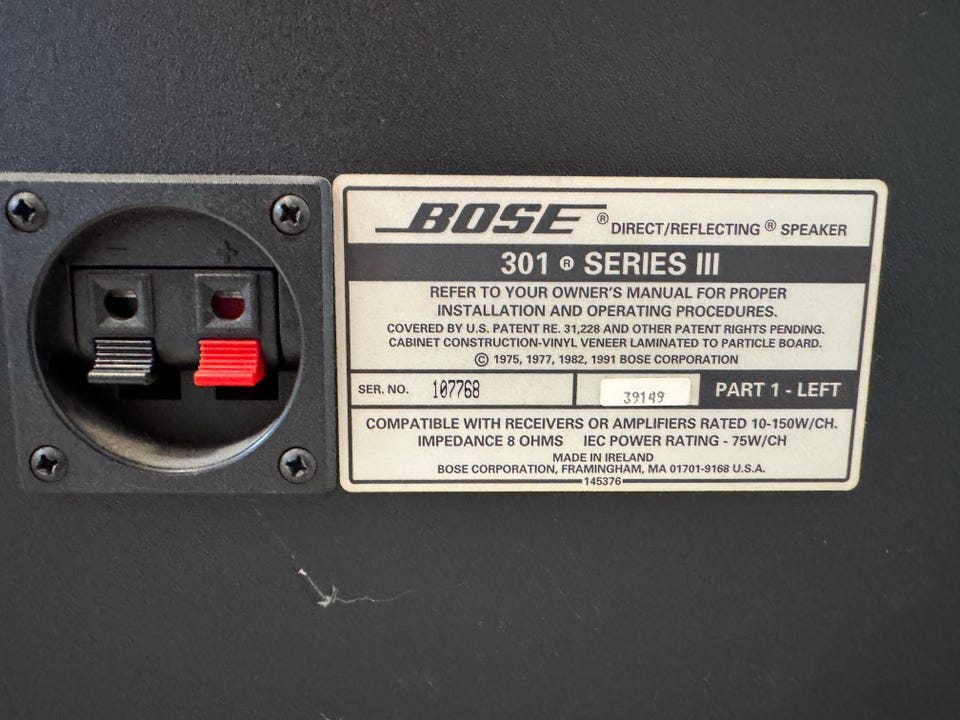 − +
BOSE ® DIRECT/REFLECTING ® SPEAKER
301 ® SERIES III
REFER TO YOUR OWNER'S MANUAL FOR PROPER
INSTALLATION AND OPERATING PROCEDURES.
COVERED BY U.S. PATENT RE. 31,228 AND OTHER PATENT RIGHTS PENDING.
CABINET CONSTRUCTION-VINYL VENEER LAMINATED TO PARTICLE BOARD.
© 1975, 1977, 1982, 1991 BOSE CORPORATION
SER. NO. 107768 39149 PART 1 - LEFT
COMPATIBLE WITH RECEIVERS OR AMPLIFIERS RATED 10-150W/CH.
IMPEDANCE 8 OHMS IEC POWER RATING - 75W/CH
MADE IN IRELAND
BOSE CORPORATION, FRAMINGHAM, MA 01701-9168 U.S.A.
145376